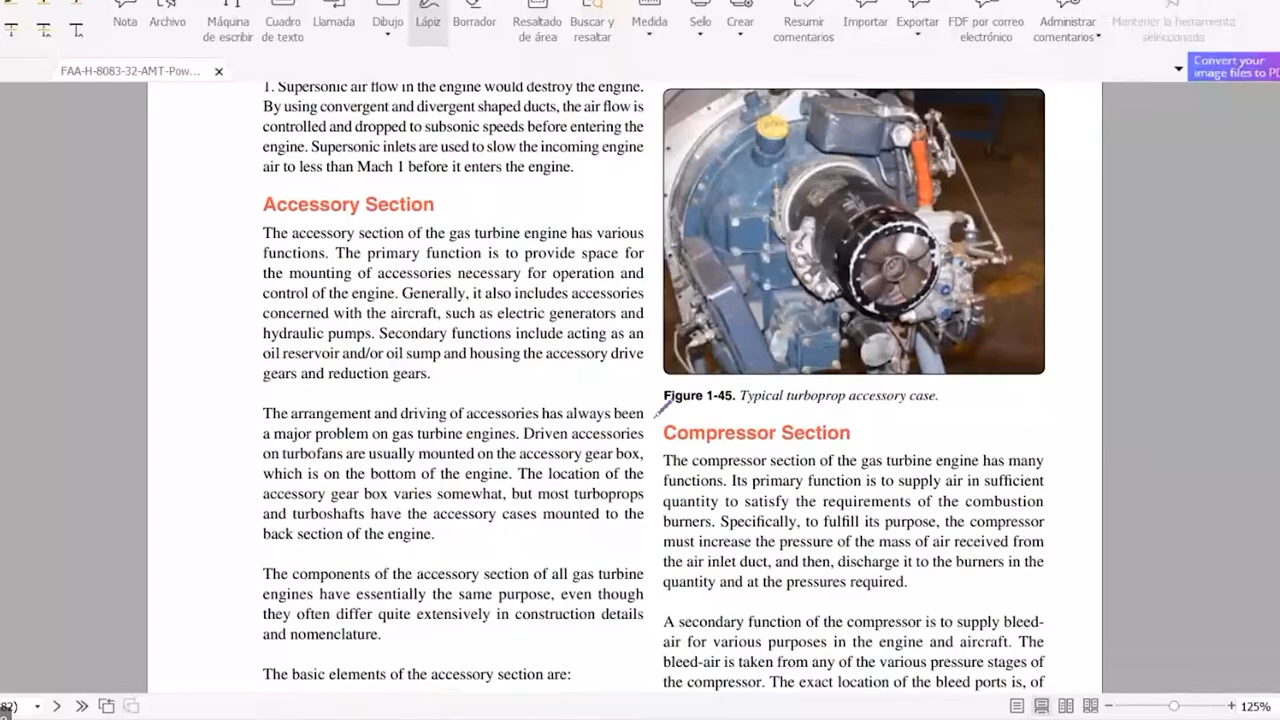 Nota
Archivo
Máquina
de escribir
Cuadro
de texto
Llamada
Dibujo
Lápiz
Borrador
Resaltado
de área
Buscar y
resaltar
Medida
Sello
Crear
Resumir
comentarios
Importar
Exportar
PDF por correo
electrónico
Administrar
comentarios
Mantener la herramienta
seleccionada
FAA-H-8083-32-AMT-Pow...
Convert your
image files to PD
1. Supersonic air flow in the engine would destroy the engine.
By using convergent and divergent shaped ducts, the air flow is
controlled and dropped to subsonic speeds before entering the
engine. Supersonic inlets are used to slow the incoming engine
air to less than Mach 1 before it enters the engine.
Accessory Section
The accessory section of the gas turbine engine has various
functions. The primary function is to provide space for
the mounting of accessories necessary for operation and
control of the engine. Generally, it also includes accessories
concerned with the aircraft, such as electric generators and
hydraulic pumps. Secondary functions include acting as an
oil reservoir and/or oil sump and housing the accessory drive
gears and reduction gears.
The arrangement and driving of accessories has always been
a major problem on gas turbine engines. Driven accessories
on turbofans are usually mounted on the accessory gear box,
which is on the bottom of the engine. The location of the
accessory gear box varies somewhat, but most turboprops
and turboshafts have the accessory cases mounted to the
back section of the engine.
The components of the accessory section of all gas turbine
engines have essentially the same purpose, even though
they often differ quite extensively in construction details
and nomenclature.
The basic elements of the accessory section are:
Figure 1-45. Typical turboprop accessory case.
Compressor Section
The compressor section of the gas turbine engine has many
functions. Its primary function is to supply air in sufficient
quantity to satisfy the requirements of the combustion
burners. Specifically, to fulfill its purpose, the compressor
must increase the pressure of the mass of air received from
the air inlet duct, and then, discharge it to the burners in the
quantity and at the pressures required.
A secondary function of the compressor is to supply bleed-
air for various purposes in the engine and aircraft. The
bleed-air is taken from any of the various pressure stages of
the compressor. The exact location of the bleed ports is, of
82)
125%